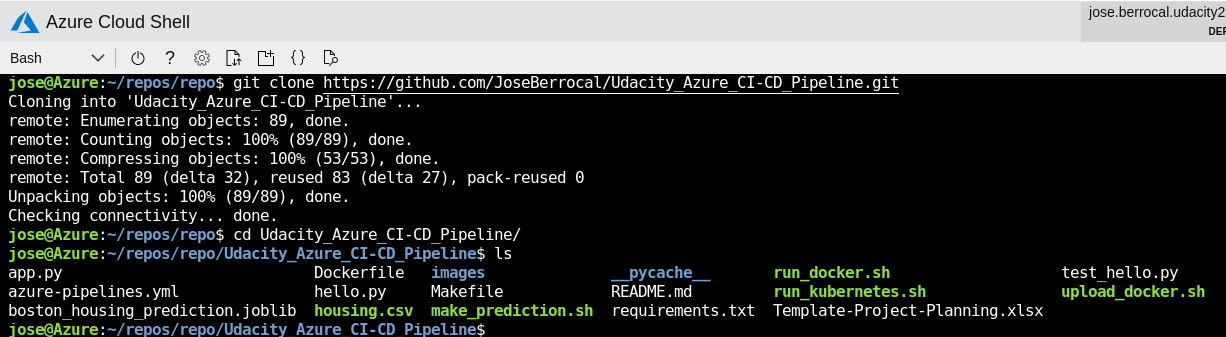 Azure Cloud Shell
jose.berrocal.udacity2
Bash
jose@Azure:~/repos/repo$ git clone https://github.com/JoseBerrocal/Udacity_Azure_CI-CD_Pipeline.git
Cloning into 'Udacity_Azure_CI-CD_Pipeline'...
remote: Enumerating objects: 89, done.
remote: Counting objects: 100% (89/89), done.
remote: Compressing objects: 100% (53/53), done.
remote: Total 89 (delta 32), reused 83 (delta 27), pack-reused 0
Unpacking objects: 100% (89/89), done.
Checking connectivity... done.
jose@Azure:~/repos/repo$ cd Udacity_Azure_CI-CD_Pipeline/
jose@Azure:~/repos/repo/Udacity_Azure_CI-CD_Pipeline$ ls
app.py Dockerfile images __pycache__ run_docker.sh test_hello.py
azure-pipelines.yml hello.py Makefile README.md run_kubernetes.sh upload_docker.sh
boston_housing_prediction.joblib housing.csv make_prediction.sh requirements.txt Template-Project-Planning.xlsx
jose@Azure:~/repos/repo/Udacity_Azure_CI-CD_Pipeline$